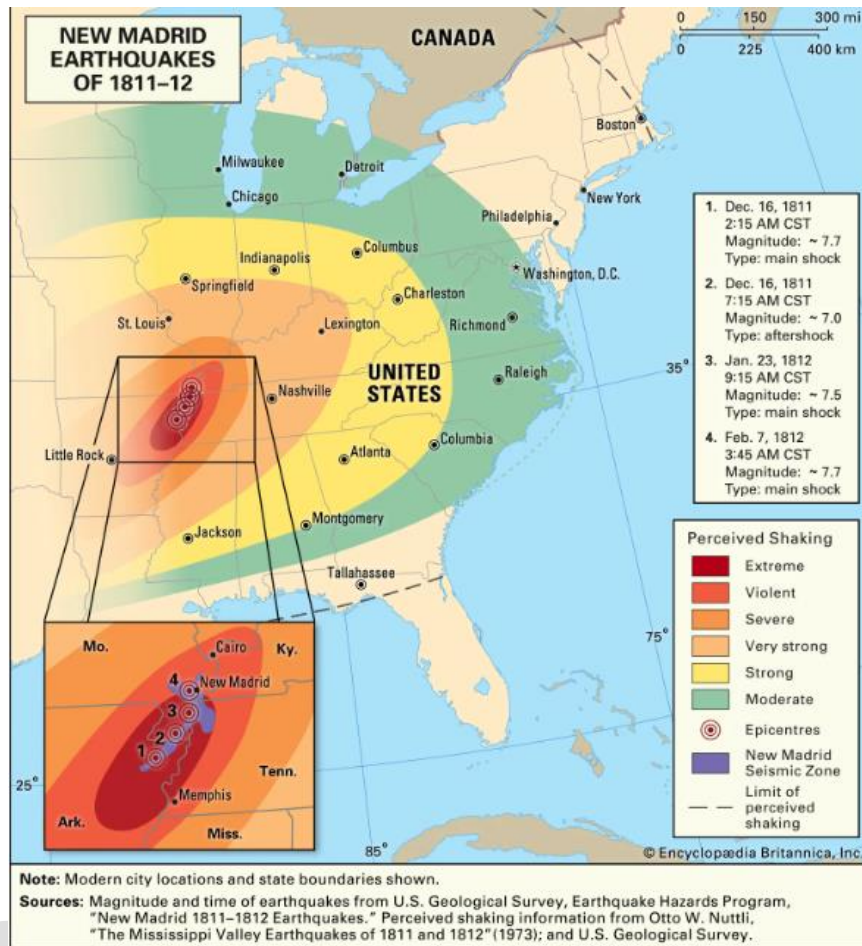 NEW MADRID
EARTHQUAKES
OF 1811–12
CANADA
0 150 300 mi
0 225 400 km
Boston
Milwaukee
Detroit
Chicago
New York
Philadelphia
Columbus
Indianapolis
Washington, D.C.
Springfield
Charleston
St. Louis
Lexington
Richmond
UNITED
STATES
35°
Raleigh
Nashville
Little Rock
Columbia
Atlanta
Montgomery
Jackson
Tallahassee
75°
25°
85°
1. Dec. 16, 1811
2:15 AM CST
Magnitude: ~ 7.7
Type: main shock
2. Dec. 16, 1811
7:15 AM CST
Magnitude: ~ 7.0
Type: aftershock
3. Jan. 23, 1812
9:15 AM CST
Magnitude: ~ 7.5
Type: main shock
4. Feb. 7, 1812
3:45 AM CST
Magnitude: ~ 7.7
Type: main shock
Perceived Shaking
Extreme
Violent
Severe
Very strong
Strong
Moderate
Epicentres
New Madrid
Seismic Zone
Limit of
perceived
shaking
Mo.
Cairo
Ky.
4
New Madrid
3
2
1
Tenn.
Memphis
Ark.
Miss.
© Encyclopædia Britannica, Inc.
Note: Modern city locations and state boundaries shown.
Sources: Magnitude and time of earthquakes from U.S. Geological Survey, Earthquake Hazards Program,
"New Madrid 1811–1812 Earthquakes." Perceived shaking information from Otto W. Nuttli,
"The Mississippi Valley Earthquakes of 1811 and 1812" (1973); and U.S. Geological Survey.